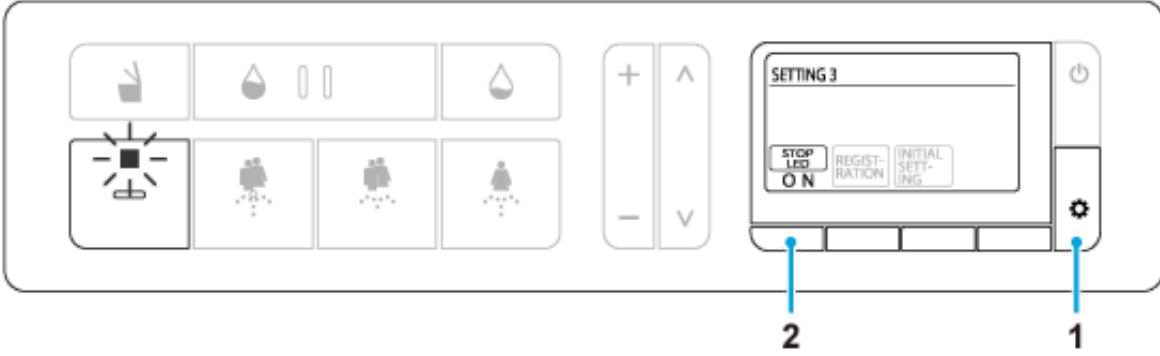 SETTING 3
STOP
LED
ON
REGIST-
RATION
INITIAL
SETT-
ING
2
1